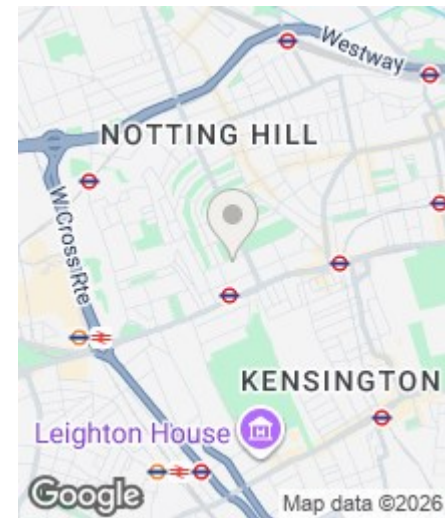 Westway
NOTTING HILL
W Cross Rte
KENSINGTON
Leighton House
Google
Map data ©2026